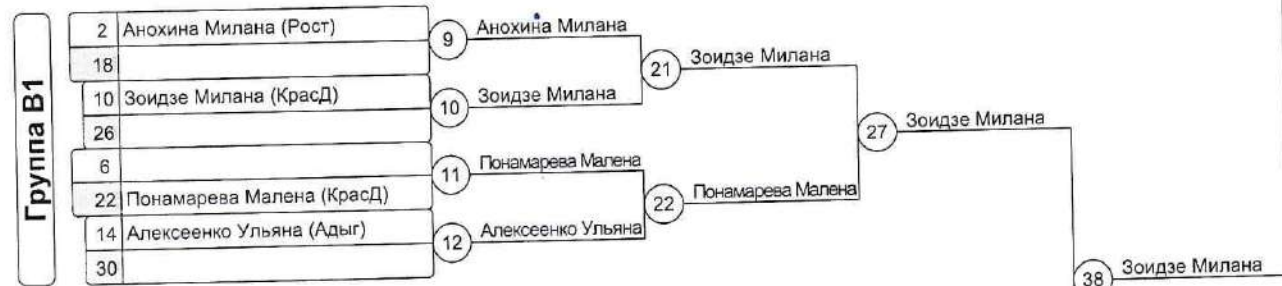 Группа В1
2 Анохина Милана (Рост)
18
10 Зоидзе Милана (КрасД)
26
6
22 Понамарева Малена (КрасД)
14 Алексеенко Ульяна (Адыг)
30
9 Анохина Милана
10 Зоидзе Милана
11 Понамарева Малена
12 Алексеенко Ульяна
21 Зоидзе Милана
22 Понамарева Малена
27 Зоидзе Милана
38 Зоидзе Милана